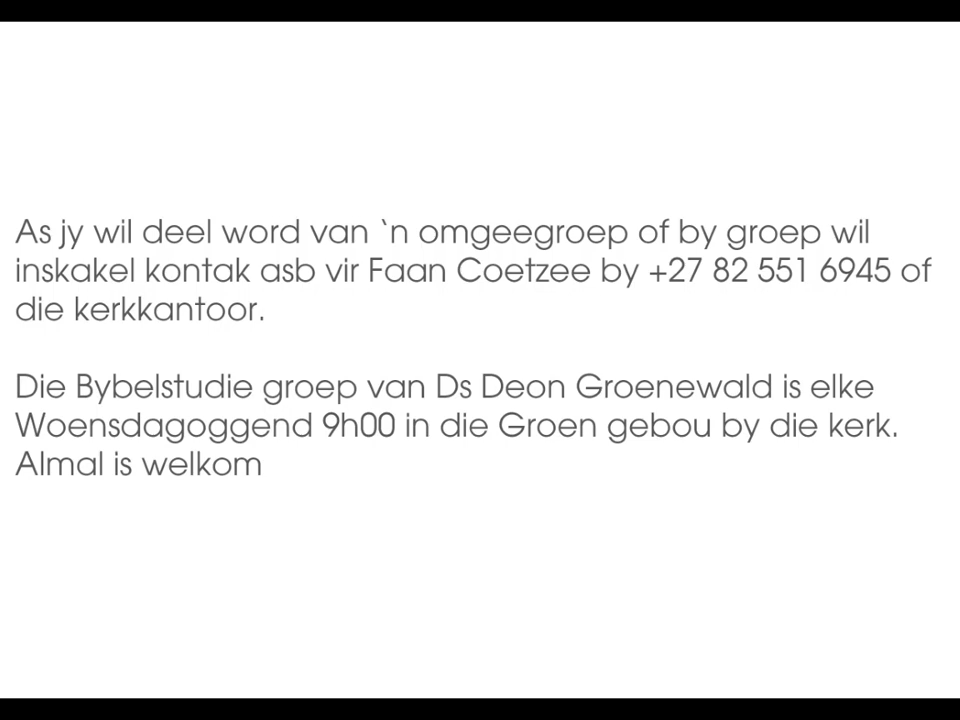 As jy wil deel word van `n omgeegroep of by groep wil
inskakel kontak asb vir Faan Coetzee by +27 82 551 6945 of
die kerkkantoor.
Die Bybelstudie groep van Ds Deon Groenewald is elke
Woensdagoggend 9h00 in die Groen gebou by die kerk.
Almal is welkom